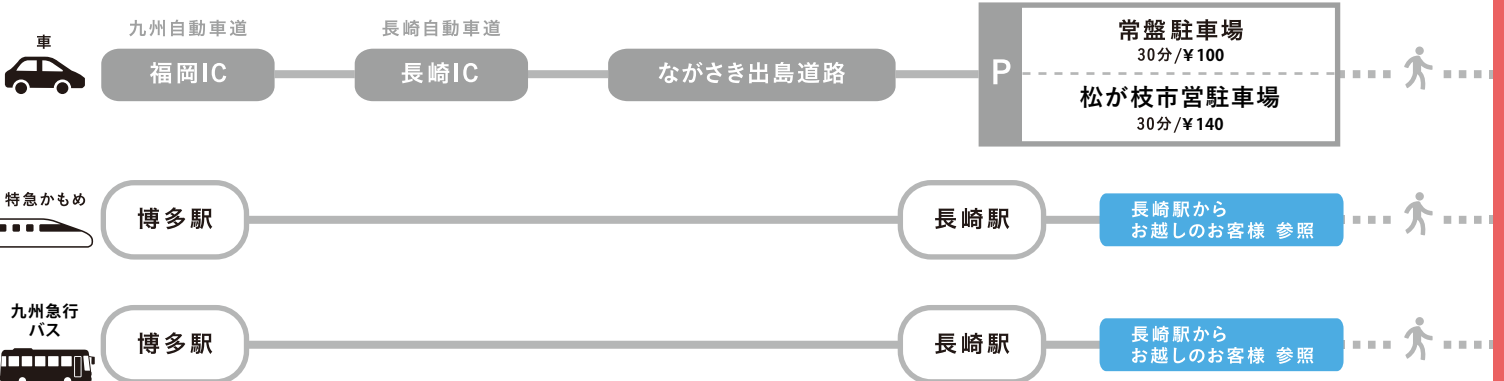 車
九州自動車道
福岡IC
長崎自動車道
長崎IC
ながさき出島道路
P
常盤駐車場
30分/¥100
松が枝市営駐車場
30分/¥140
特急かもめ
博多駅
長崎駅
長崎駅から
お越しのお客様 参照
九州急行
バス
博多駅
長崎駅
長崎駅から
お越しのお客様 参照